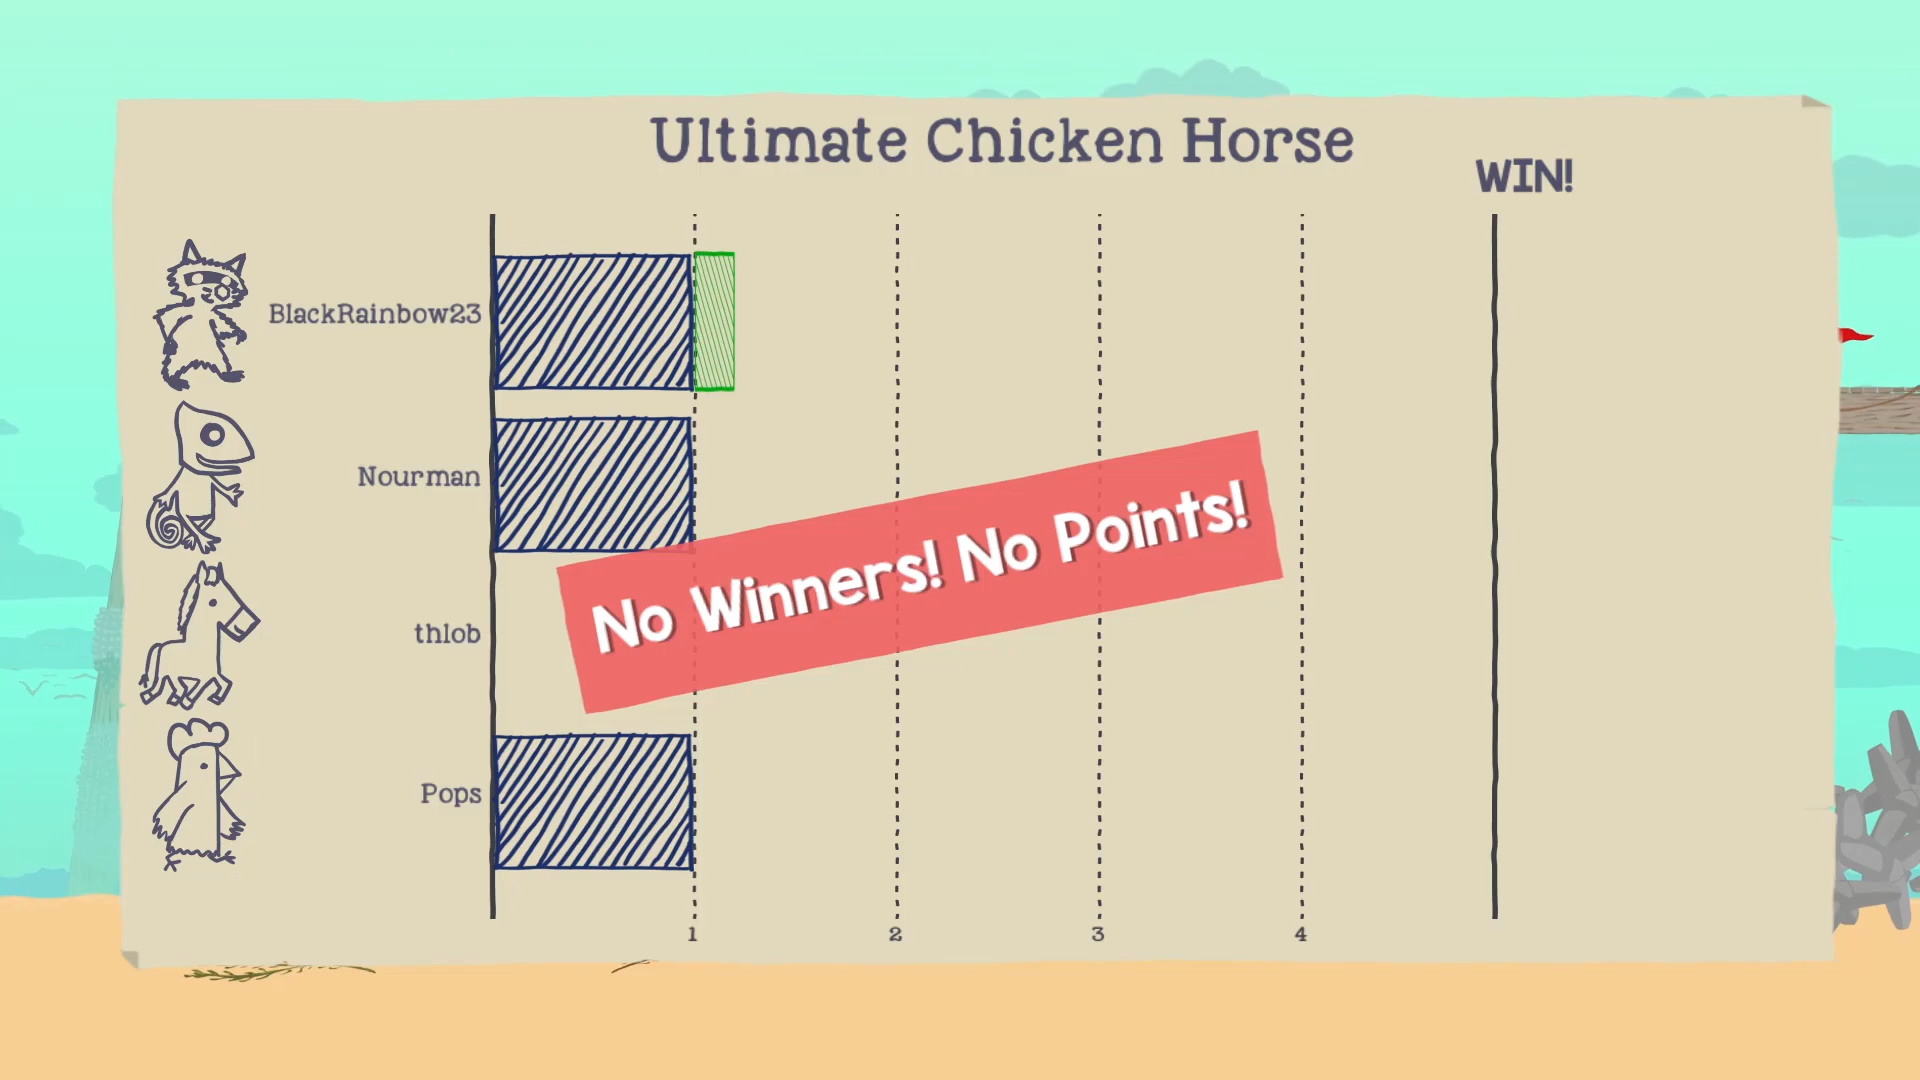 Ultimate Chicken Horse
WIN!
BlackRainbow23
Nourman
No Winners! No Points!
thlob
Pops
1 2 3 4